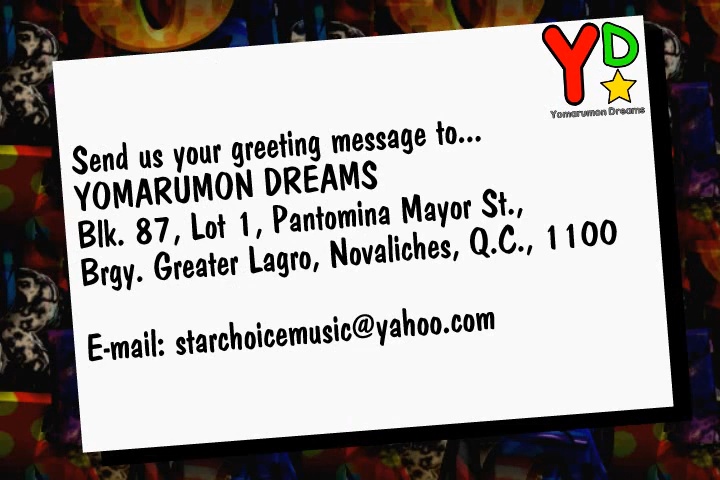 YD
Yomarumon Dreams
Send us your greeting message to...
YOMARUMON DREAMS
Blk. 87, Lot 1, Pantomina Mayor St.,
Brgy. Greater Lagro, Novaliches, Q.C., 1100
E-mail: starchoicemusic@yahoo.com